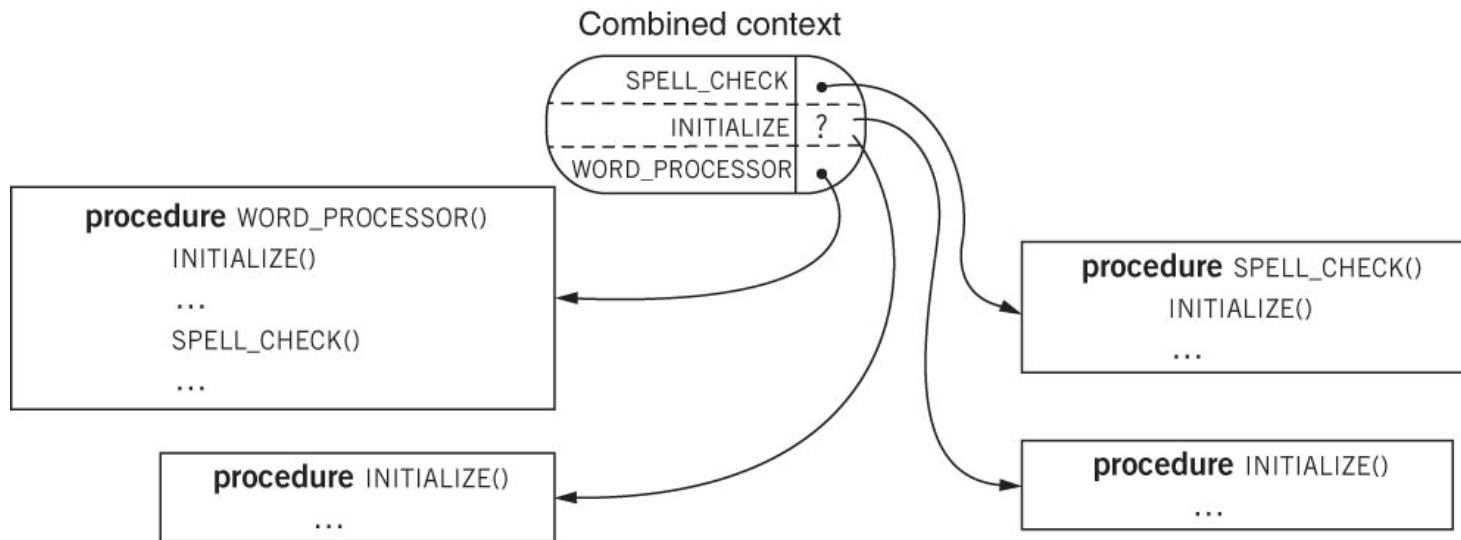 Combined context
SPELL_CHECK
INITIALIZE ?
WORD_PROCESSOR
procedure WORD_PROCESSOR()
INITIALIZE()
...
SPELL_CHECK()
...
procedure SPELL_CHECK()
INITIALIZE()
...
procedure INITIALIZE()
...
procedure INITIALIZE()
...